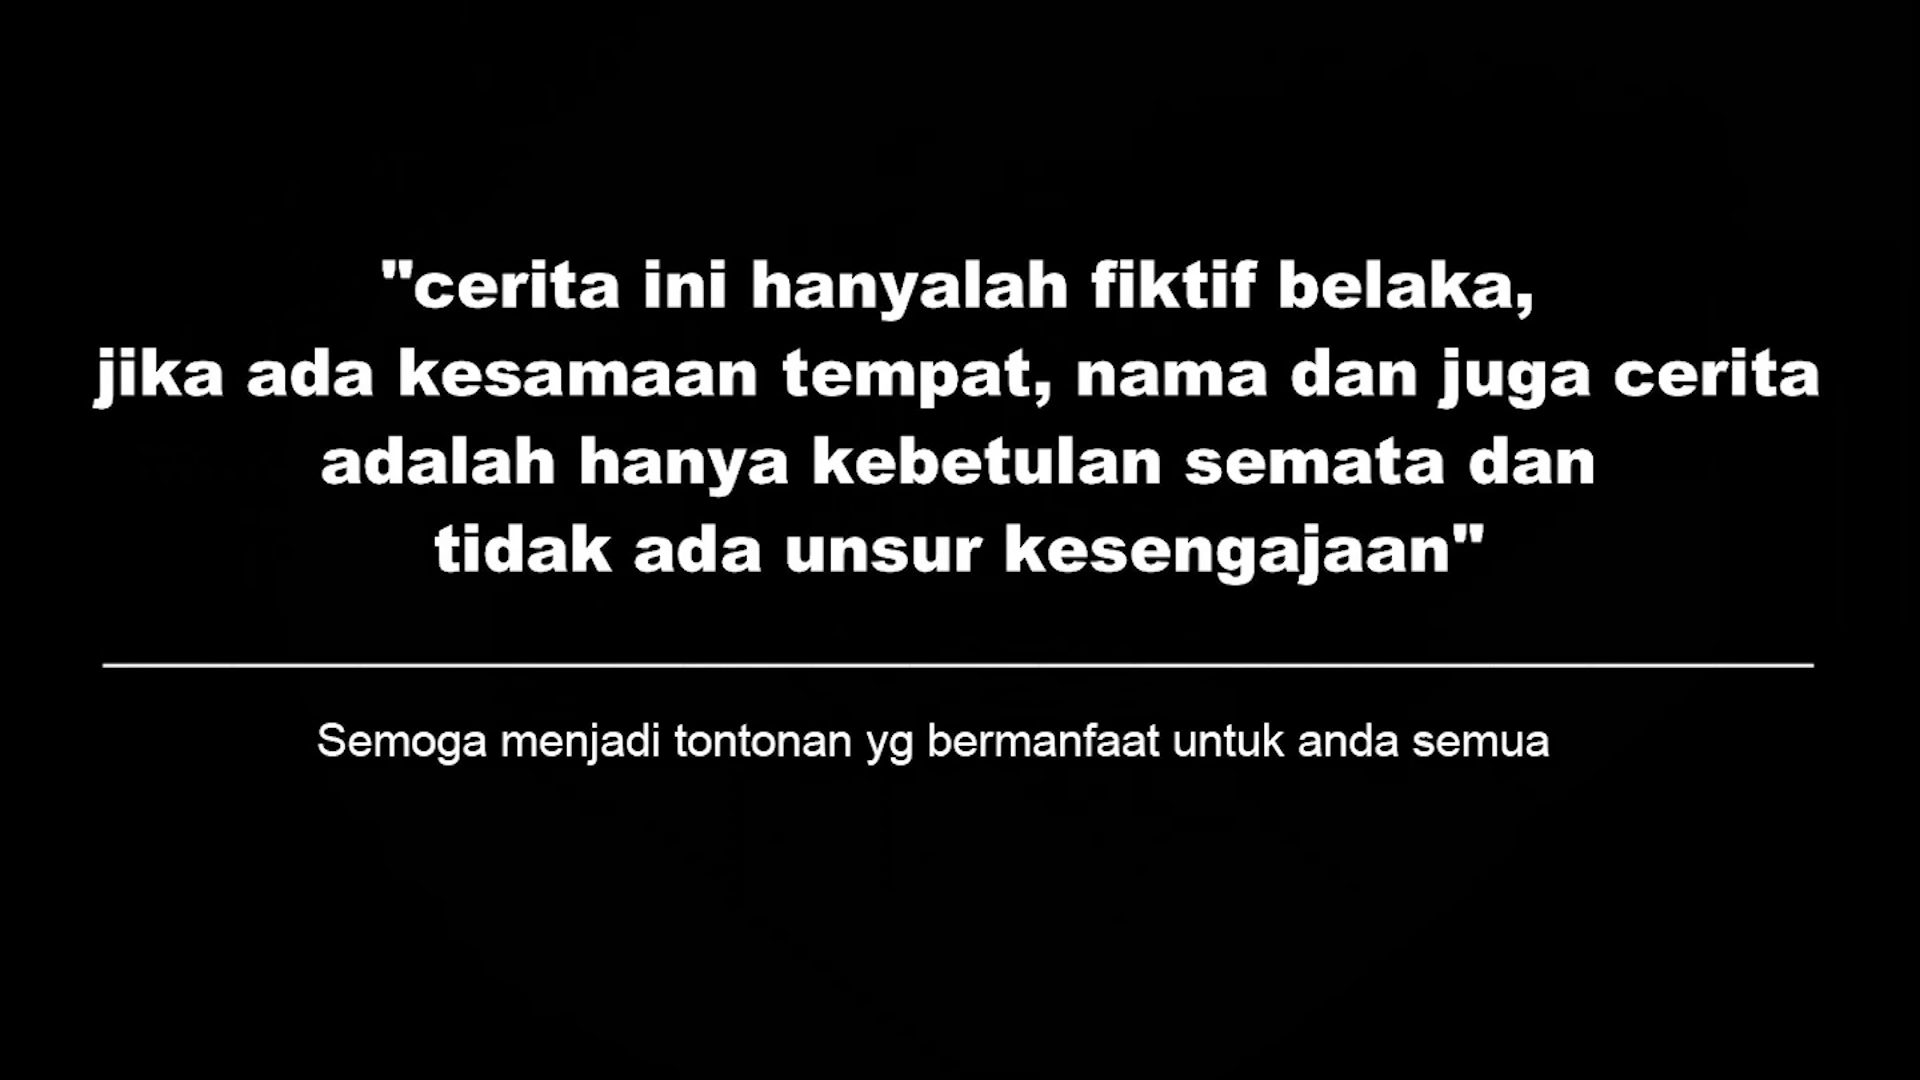 "cerita ini hanyalah fiktif belaka,
jika ada kesamaan tempat, nama dan juga cerita
adalah hanya kebetulan semata dan
tidak ada unsur kesengajaan"
Semoga menjadi tontonan yg bermanfaat untuk anda semua